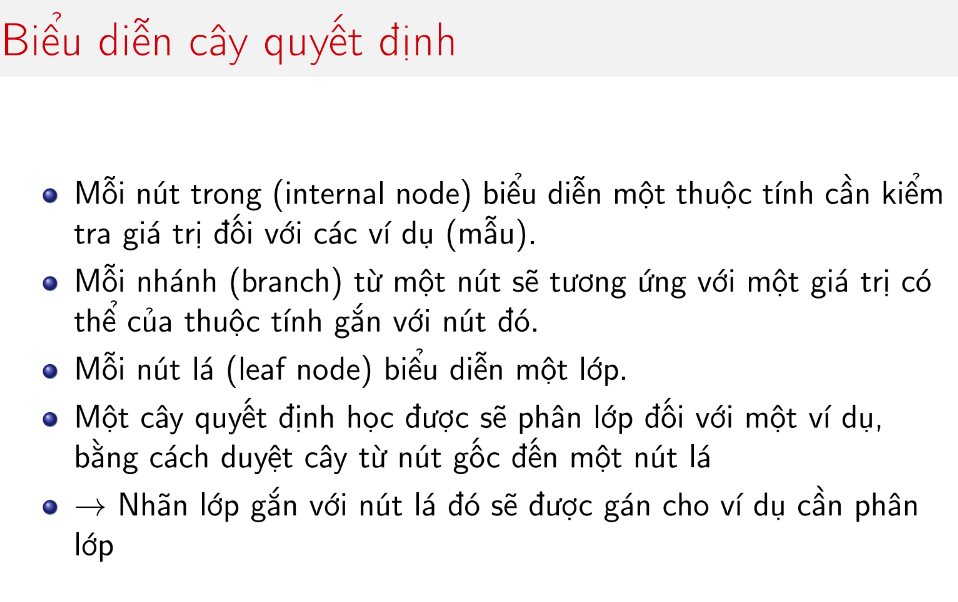 Biểu diễn cây quyết định
Mỗi nút trong (internal node) biểu diễn một thuộc tính cần kiểm
tra giá trị đối với các ví dụ (mẫu).
Mỗi nhánh (branch) từ một nút sẽ tương ứng với một giá trị có
thể của thuộc tính gắn với nút đó.
Mỗi nút lá (leaf node) biểu diễn một lớp.
Một cây quyết định học được sẽ phân lớp đối với một ví dụ,
bằng cách duyệt cây từ nút gốc đến một nút lá
→ Nhãn lớp gắn với nút lá đó sẽ được gán cho ví dụ cần phân
lớp